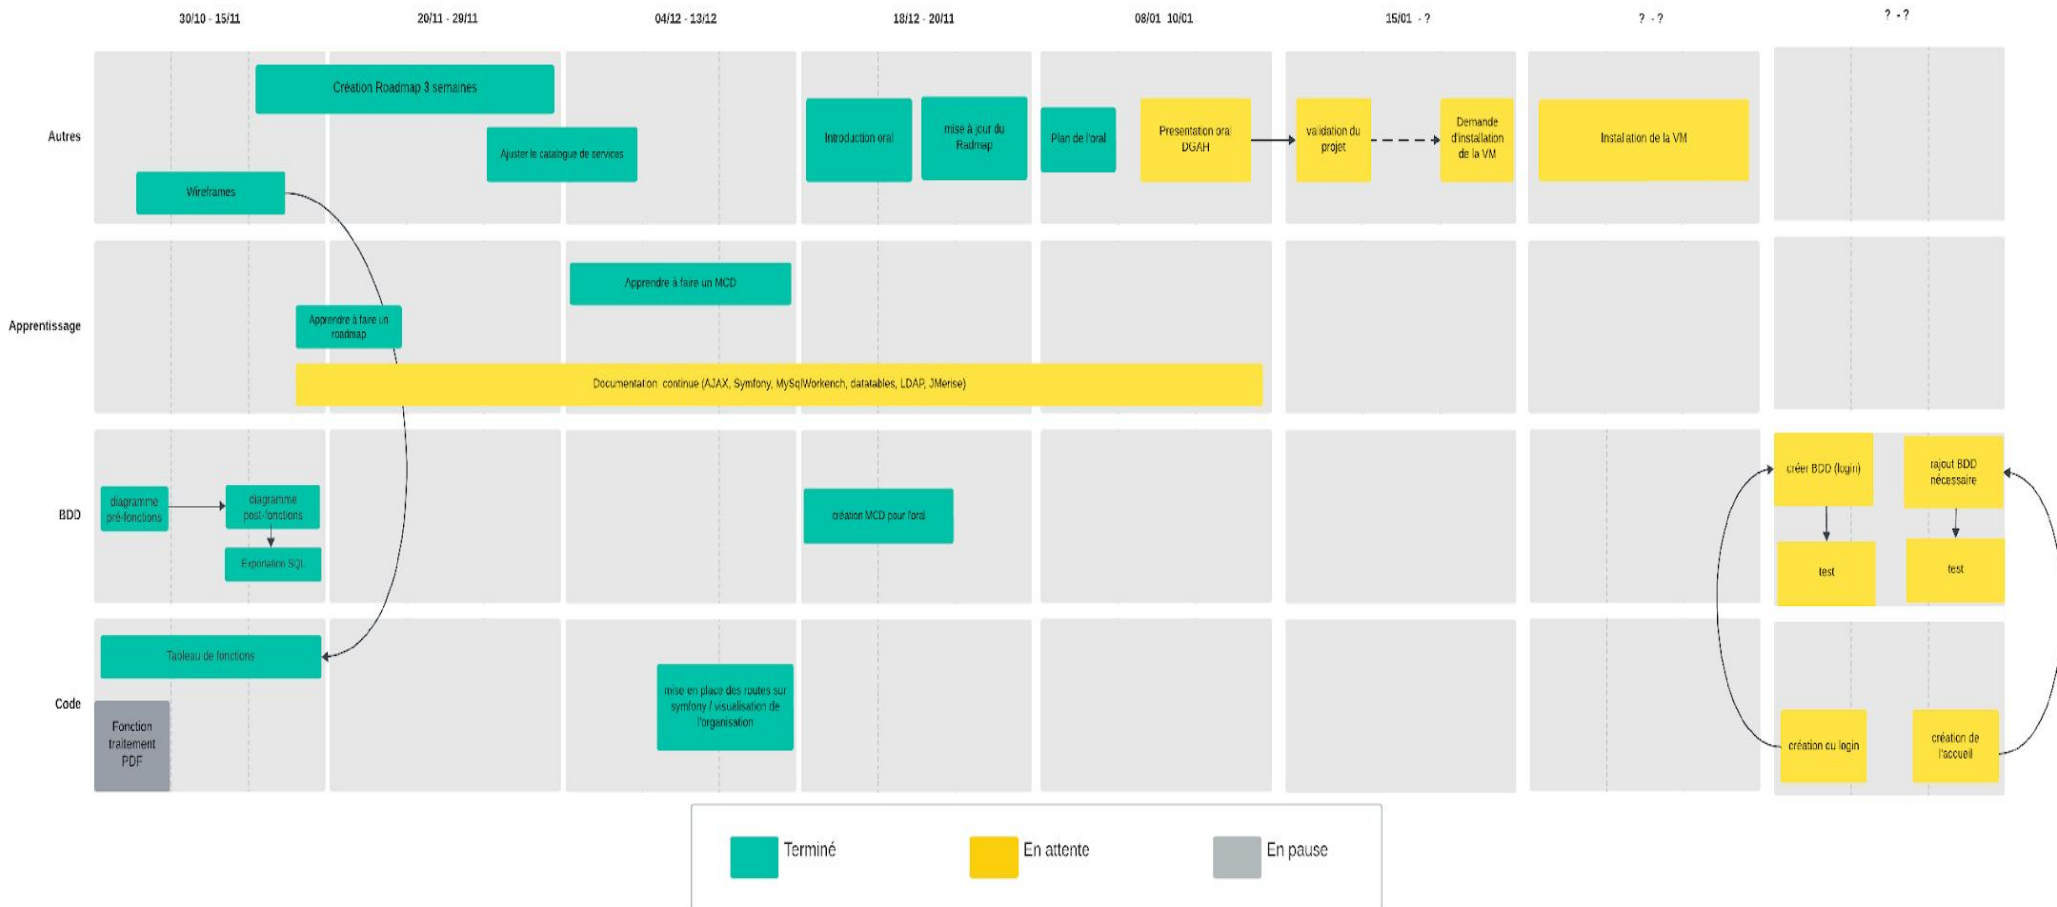 30/10 - 15/11
20/11 - 29/11
04/12 - 13/12
18/12 - 20/11
08/01 10/01
15/01 - ?
? - ?
? - ?
Autres
Création Roadmap 3 semaines
Ajuster le catalogue de services
Wireframes
Introduction oral
mise à jour du
Radmap
Plan de l'oral
Presentation oral
DGAH
validation du
projet
Demande
d'installation
de la VM
Installation de la VM
Apprentissage
Apprendre à faire un MCD
Apprendre à faire un
roadmap
Documentation continue (AJAX, Symfony, MySqlWorkench, datatables, LDAP, JMerise)
BDD
diagramme
pré-fonctions
diagramme
post-fonctions
Exportation SQL
création MCD pour l'oral
créer BDD (login)
rajout BDD
nécessaire
test
test
Code
Tableau de fonctions
Fonction
traitement
PDF
mise en place des routes sur
symfony / visualisation de
l'organisation
création du login
création de
l'accueil
Terminé
En attente
En pause